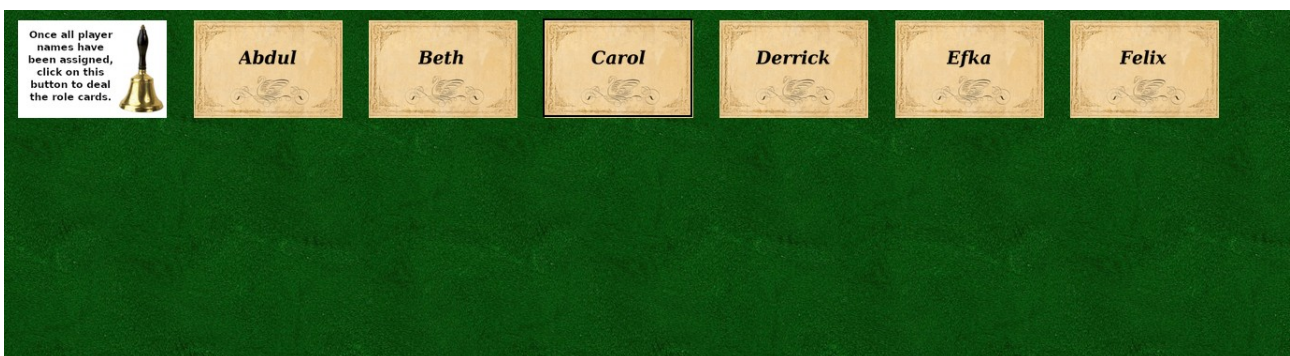 Once all player
names have
been assigned,
click on this
button to deal
the role cards.
Abdul
Beth
Carol
Derrick
Efka
Felix